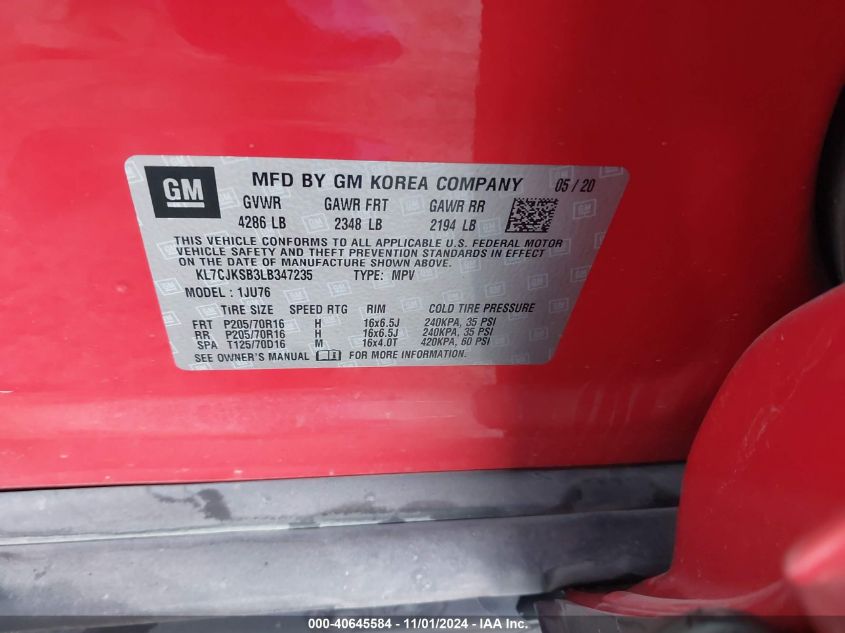 GM
MFD BY GM KOREA COMPANY 05 / 20
GVWR GAWR FRT GAWR RR
4286 LB 2348 LB 2194 LB
THIS VEHICLE CONFORMS TO ALL APPLICABLE U.S. FEDERAL MOTOR
VEHICLE SAFETY AND THEFT PREVENTION STANDARDS IN EFFECT
ON THE DATE OF MANUFACTURE SHOWN ABOVE.
KL7CJKSB3LB347235 TYPE: MPV
MODEL: 1JU76
TIRE SIZE SPEED RTG RIM COLD TIRE PRESSURE
FRT P205/70R16 H 16x6.5J 240KPA, 35 PSI
RR P205/70R16 H 16x6.5J 240KPA, 35 PSI
SPA T125/70D16 M 16x4.0T 420KPA, 60 PSI
SEE OWNER'S MANUAL FOR MORE INFORMATION.
000-40645584 - 11/01/2024 - IAA Inc.